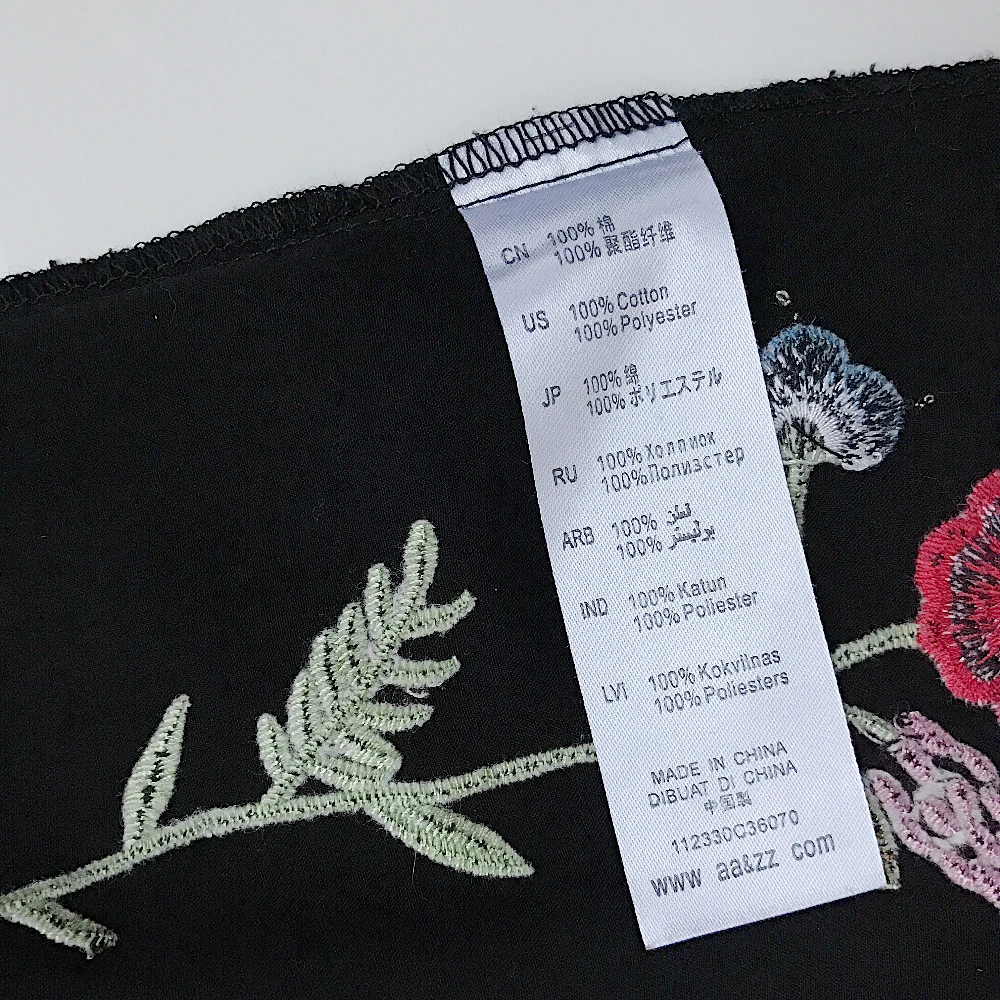 CN 100% 棉
100% 聚酯纤维
US 100% Cotton
100% Polyester
JP 100% 綿
100% ポリエステル
RU 100% Холпиок
100% Полиэстер
ARB 100% قطن
100% بوليستر
IND 100% Katun
100% Poliester
LVI 100% Kokvilnas
100% Poliesters
MADE IN CHINA
DIBUAT DI CHINA
中国製
112330C36070
www aa&zz com